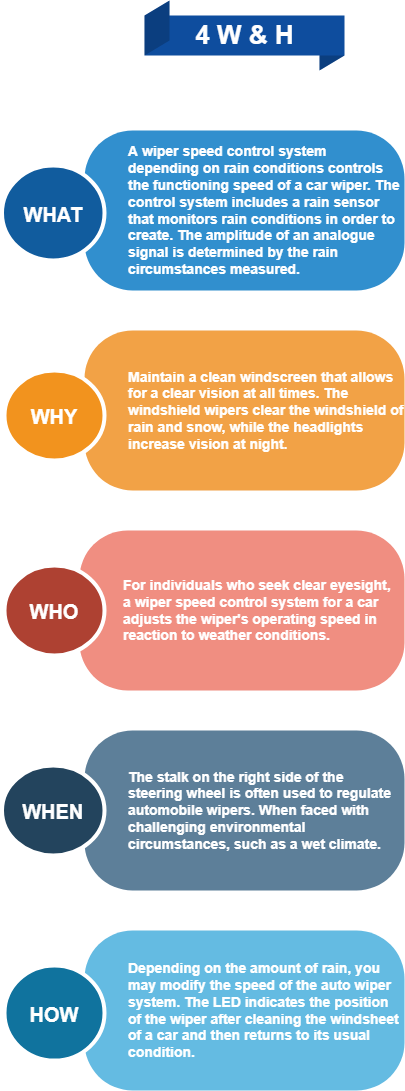 4 W & H
A wiper speed control system
depending on rain conditions controls
the functioning speed of a car wiper. The
control system includes a rain sensor
that monitors rain conditions in order to
create. The amplitude of an analogue
signal is determined by the rain
circumstances measured.
WHAT
Maintain a clean windscreen that allows
for a clear vision at all times. The
windshield wipers clear the windshield of
rain and snow, while the headlights
increase vision at night.
WHY
For individuals who seek clear eyesight,
a wiper speed control system for a car
adjusts the wiper's operating speed in
reaction to weather conditions.
WHO
The stalk on the right side of the
steering wheel is often used to regulate
automobile wipers. When faced with
challenging environmental
circumstances, such as a wet climate.
WHEN
Depending on the amount of rain, you
may modify the speed of the auto wiper
system. The LED indicates the position
of the wiper after cleaning the windsheet
of a car and then returns to its usual
condition.
HOW